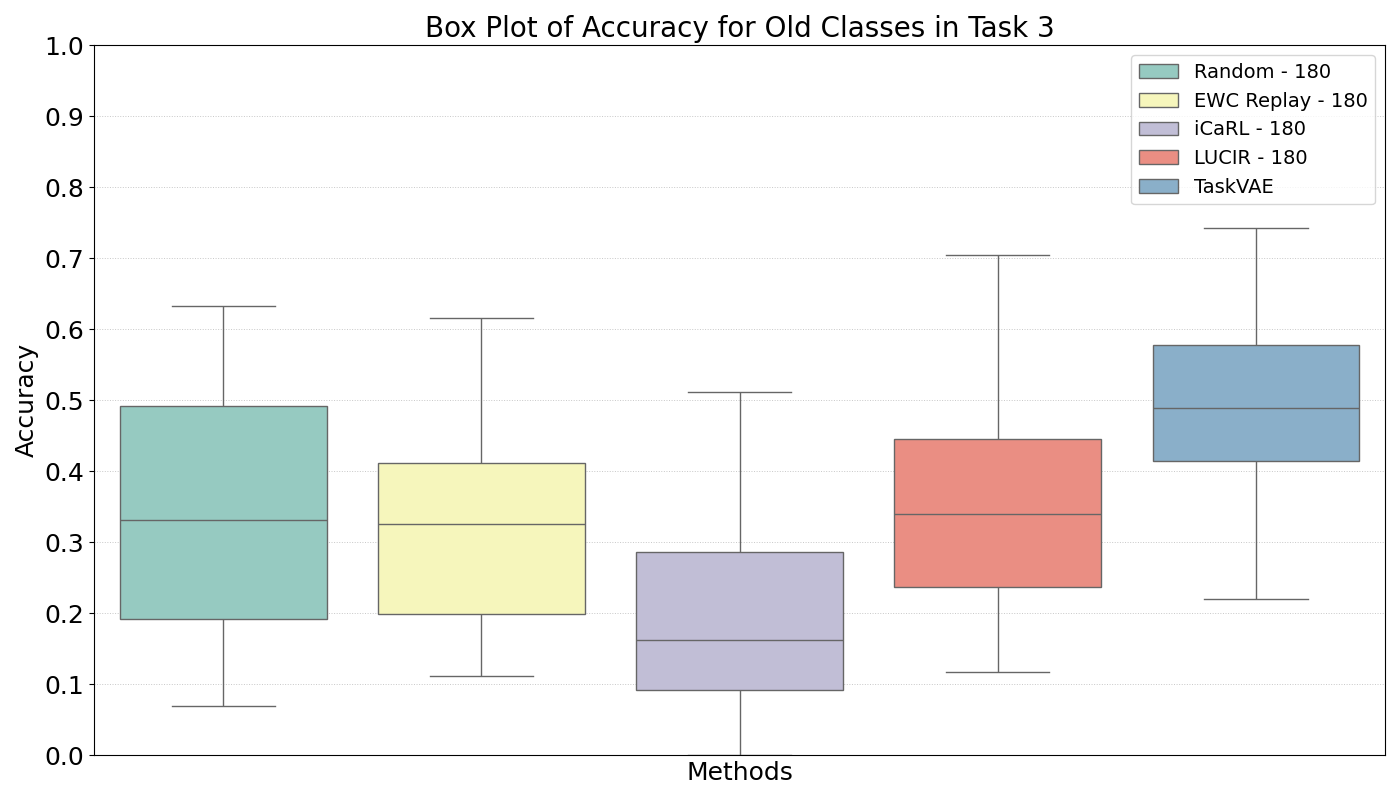 Box Plot of Accuracy for Old Classes in Task 3
1.0
0.9
0.8
0.7
0.6
0.5
0.4
0.3
0.2
0.1
0.0
Accuracy
Methods
Random - 180
EWC Replay - 180
iCaRL - 180
LUCIR - 180
TaskVAE